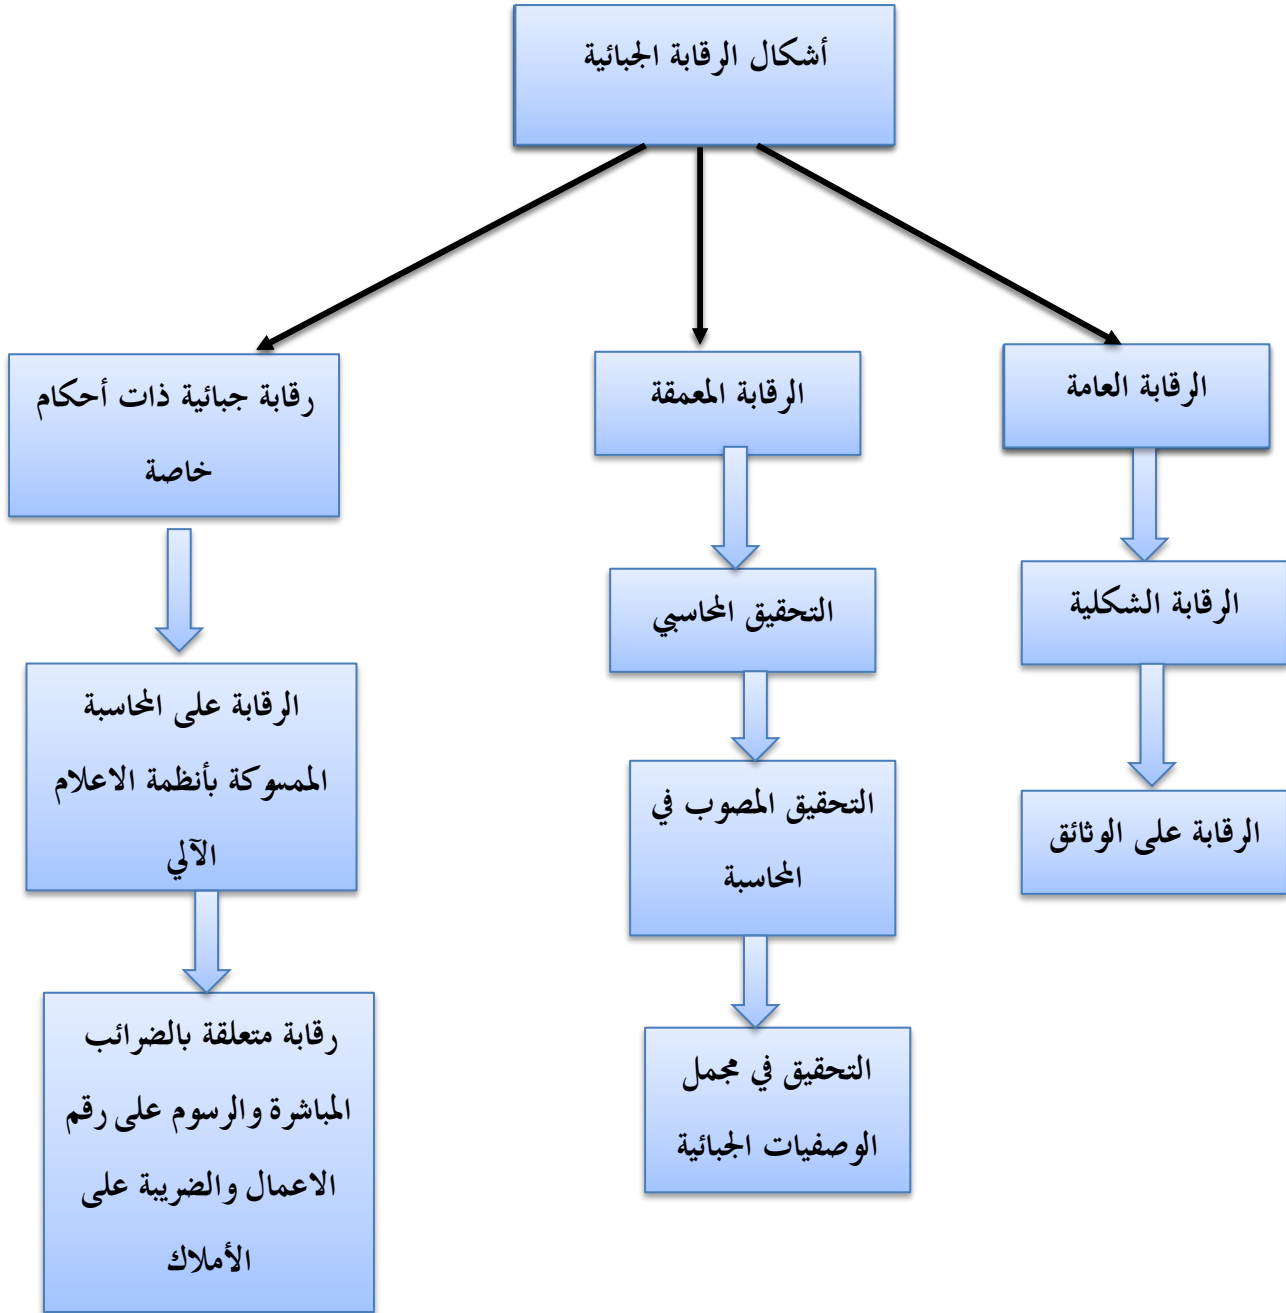 أشكال الرقابة الجبائية
الرقابة العامة
الرقابة المعمقة
رقابة جبائية ذات أحكام
خاصة
الرقابة الشكلية
التحقيق المحاسبي
الرقابة على المحاسبة
الممسوكة بأنظمة الاعلام
الآلي
الرقابة على الوثائق
التحقيق المصوب في
المحاسبة
التحقيق في مجمل
الوصفيات الجبائية
رقابة متعلقة بالضرائب
المباشرة والرسوم على رقم
الاعمال والضريبة على
الأملاك